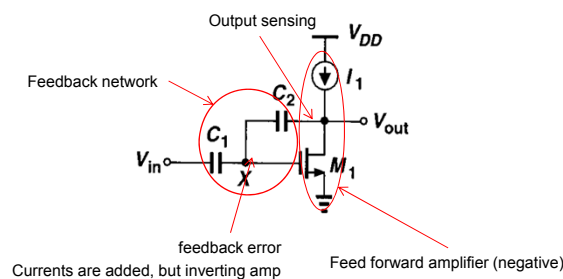 Output sensing
V_DD
Feedback network
I_1
C_2
V_out
C_1
V_in
X
M_1
feedback error
Currents are added, but inverting amp
Feed forward amplifier (negative)